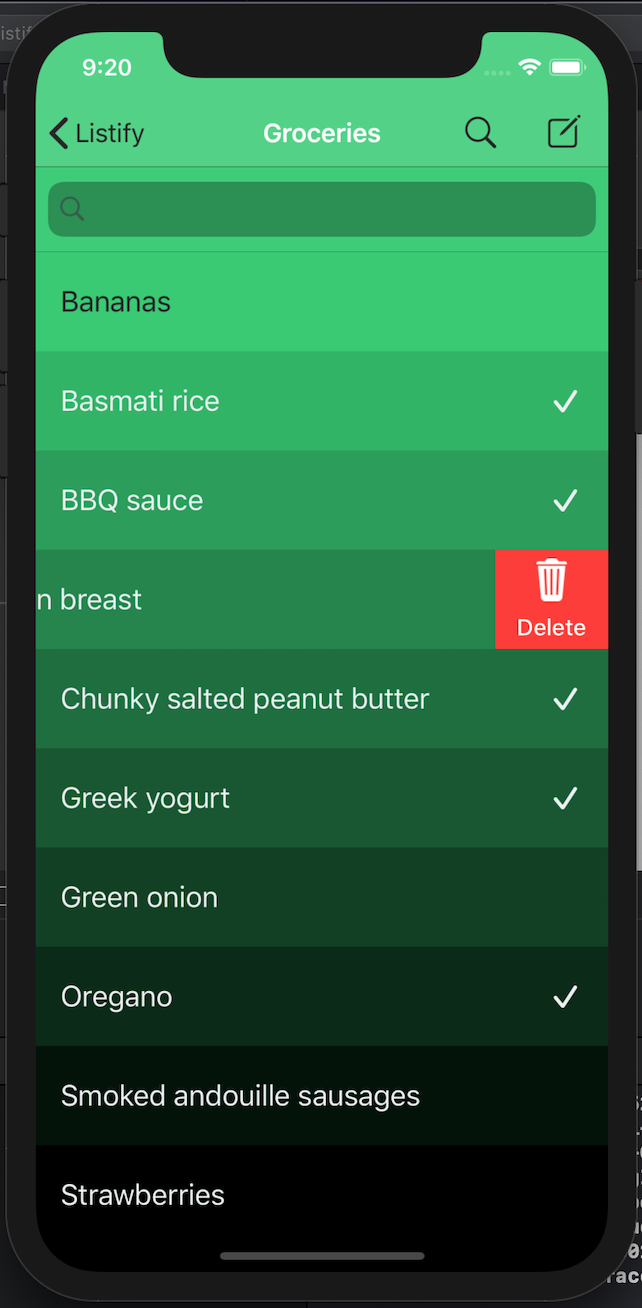 9:20
Listify
Groceries
Bananas
Basmati rice
BBQ sauce
n breast
Delete
Chunky salted peanut butter
Greek yogurt
Green onion
Oregano
Smoked andouille sausages
Strawberries